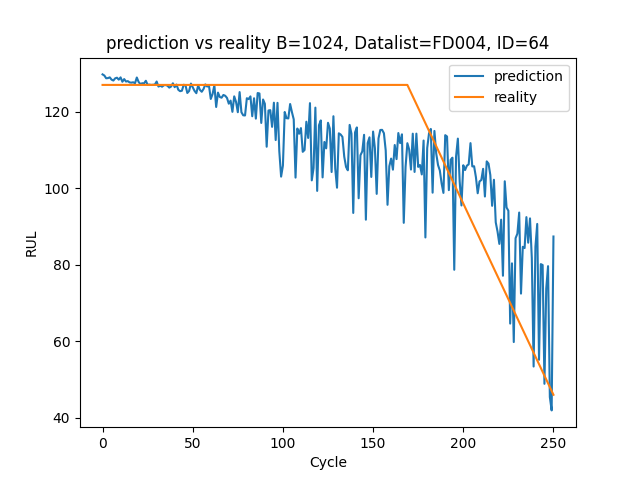 prediction vs reality B=1024, Datalist=FD004, ID=64
prediction
reality
120
100
80
60
40
RUL
0
50
100
150
200
250
Cycle